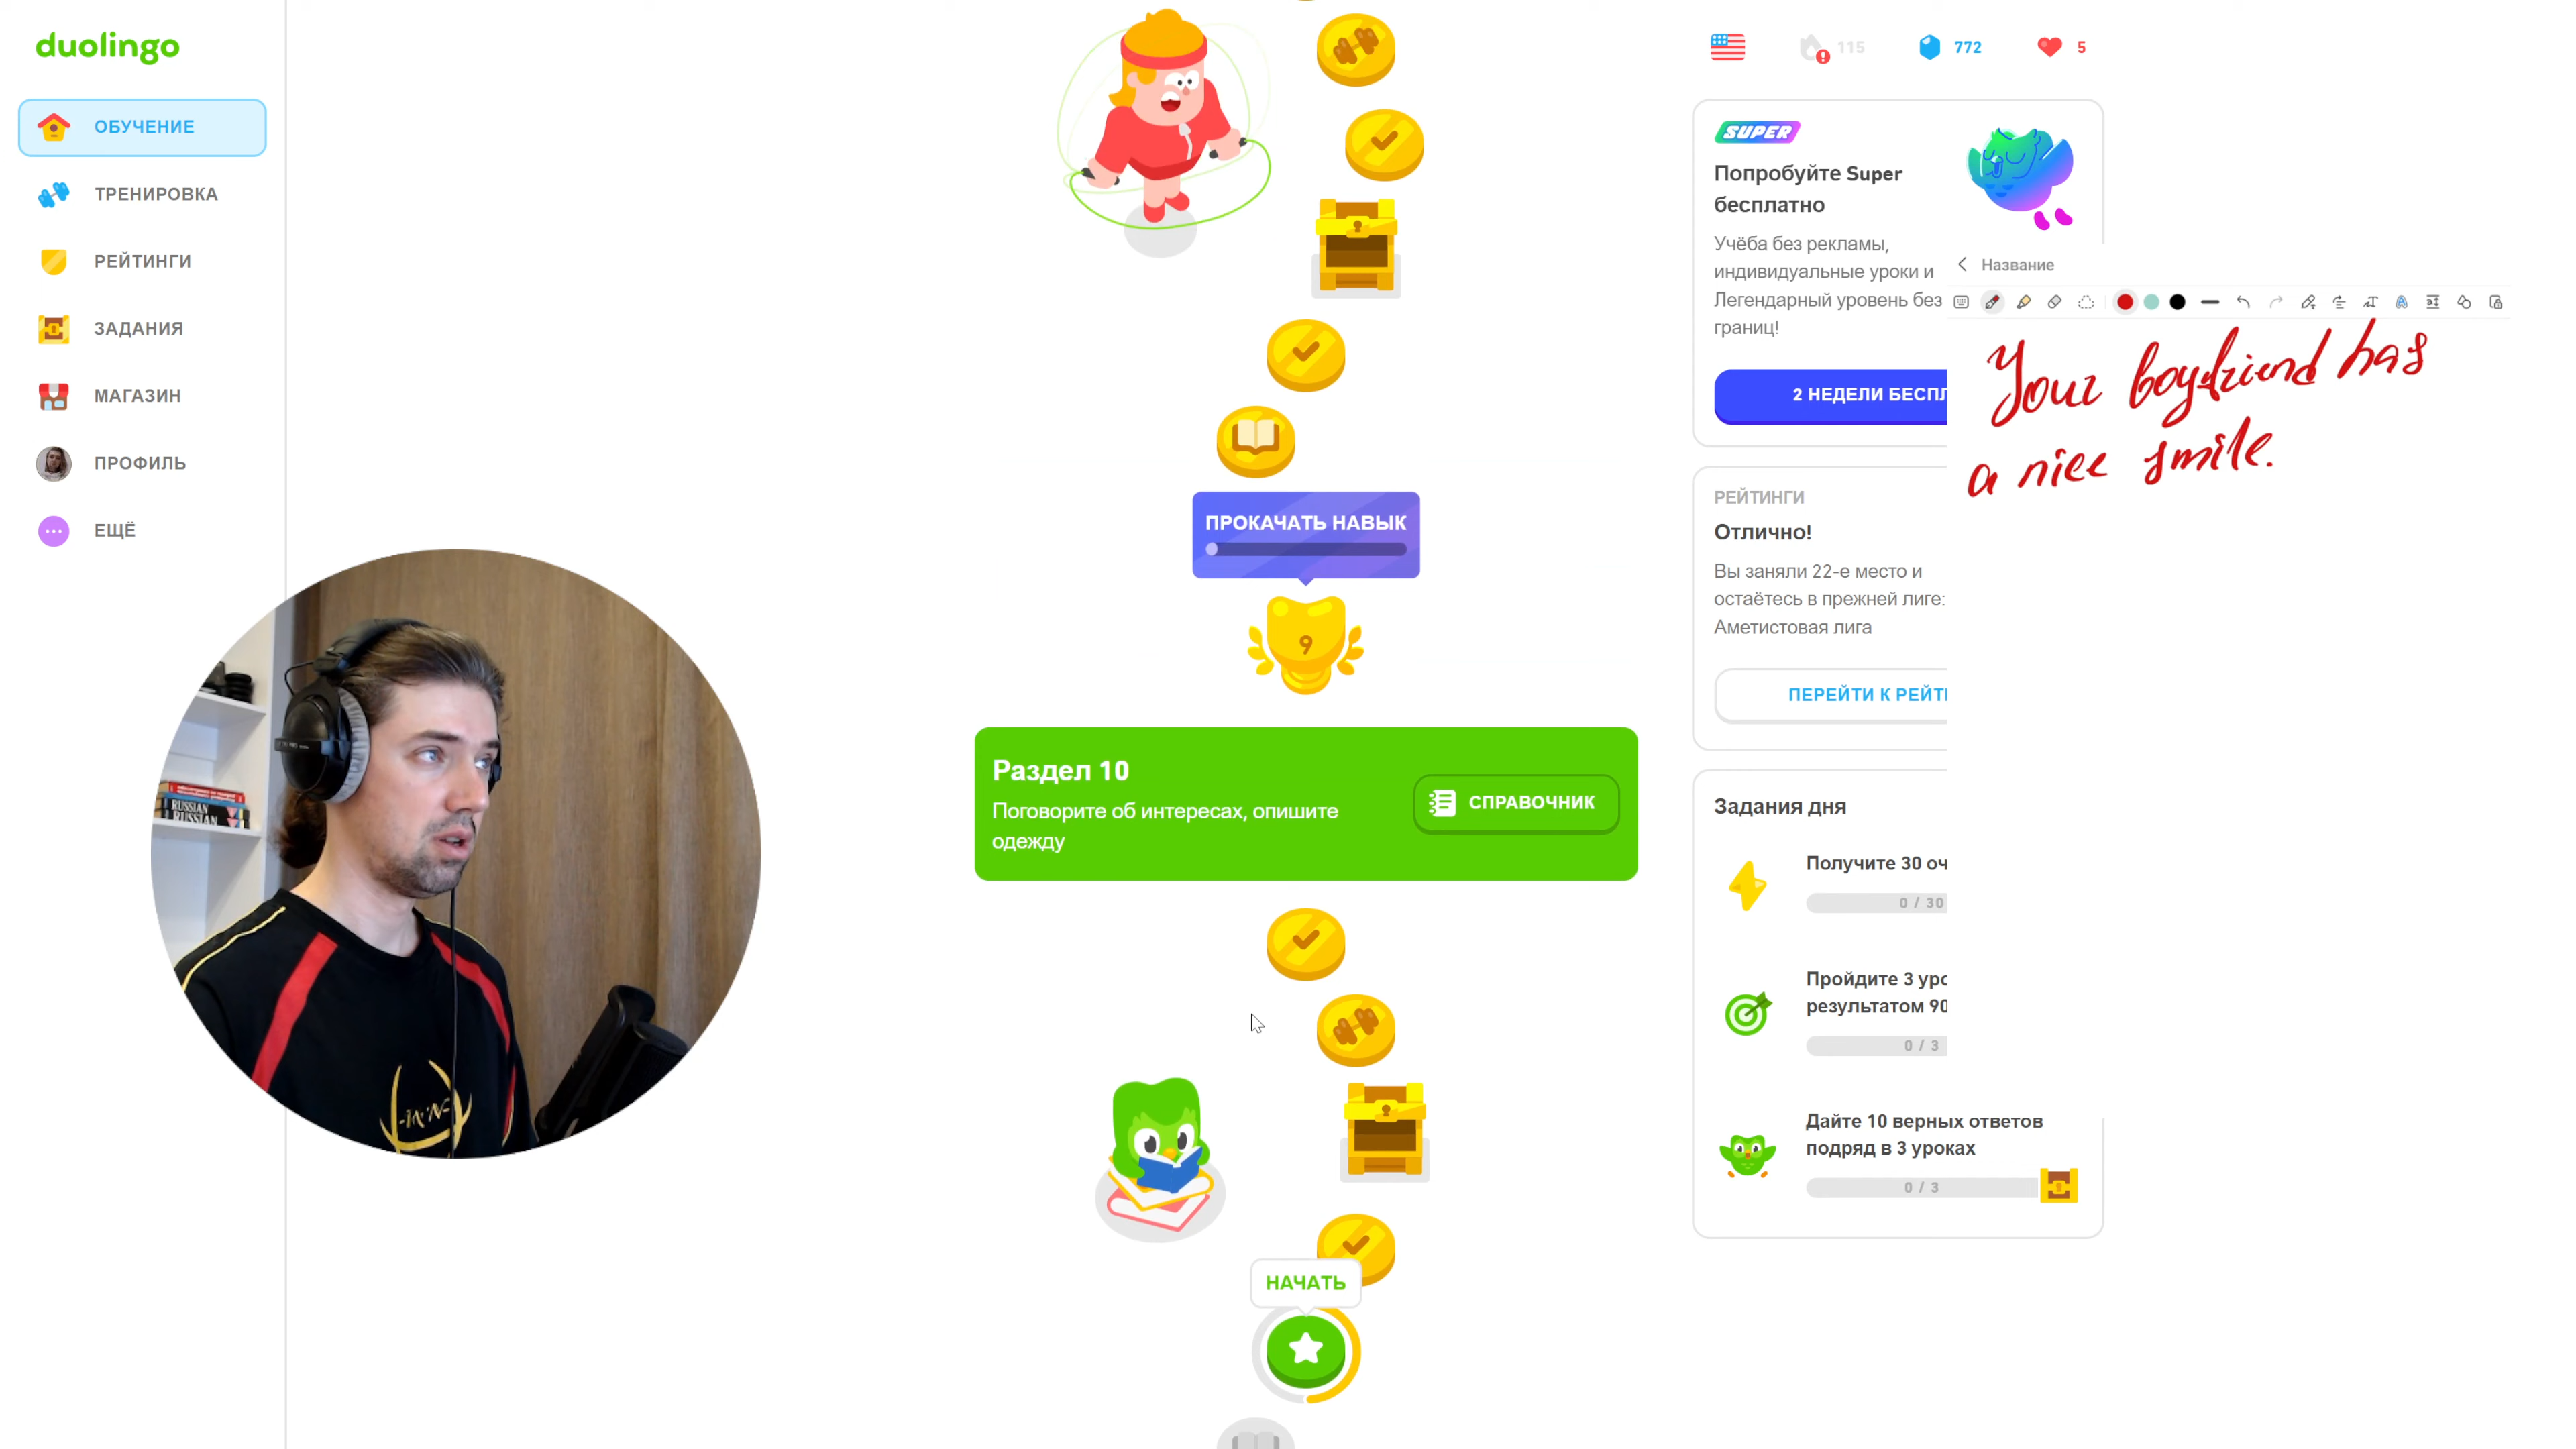 duolingo
ОБУЧЕНИЕ
ТРЕНИРОВКА
РЕЙТИНГИ
ЗАДАНИЯ
МАГАЗИН
ПРОФИЛЬ
ЕЩЁ
RUSSIAN
RUSSIAN
ПРОКАЧАТЬ НАВЫК
9
Раздел 10
Поговорите об интересах, опишите
одежду
СПРАВОЧНИК
НАЧАТЬ
115
772
5
SUPER
Попробуйте Super
бесплатно
Учёба без рекламы,
индивидуальные уроки и
Легендарный уровень без
границ!
2 НЕДЕЛИ БЕСПЛ
РЕЙТИНГИ
Отлично!
Вы заняли 22-е место и
остаётесь в прежней лиге:
Аметистовая лига
ПЕРЕЙТИ К РЕЙТИ
Задания дня
Получите 30 оч
0 / 30
Пройдите 3 уро
результатом 90
0 / 3
Дайте 10 верных ответов
подряд в 3 уроках
0 / 3
Название
Your boyfriend has
a nice smile.